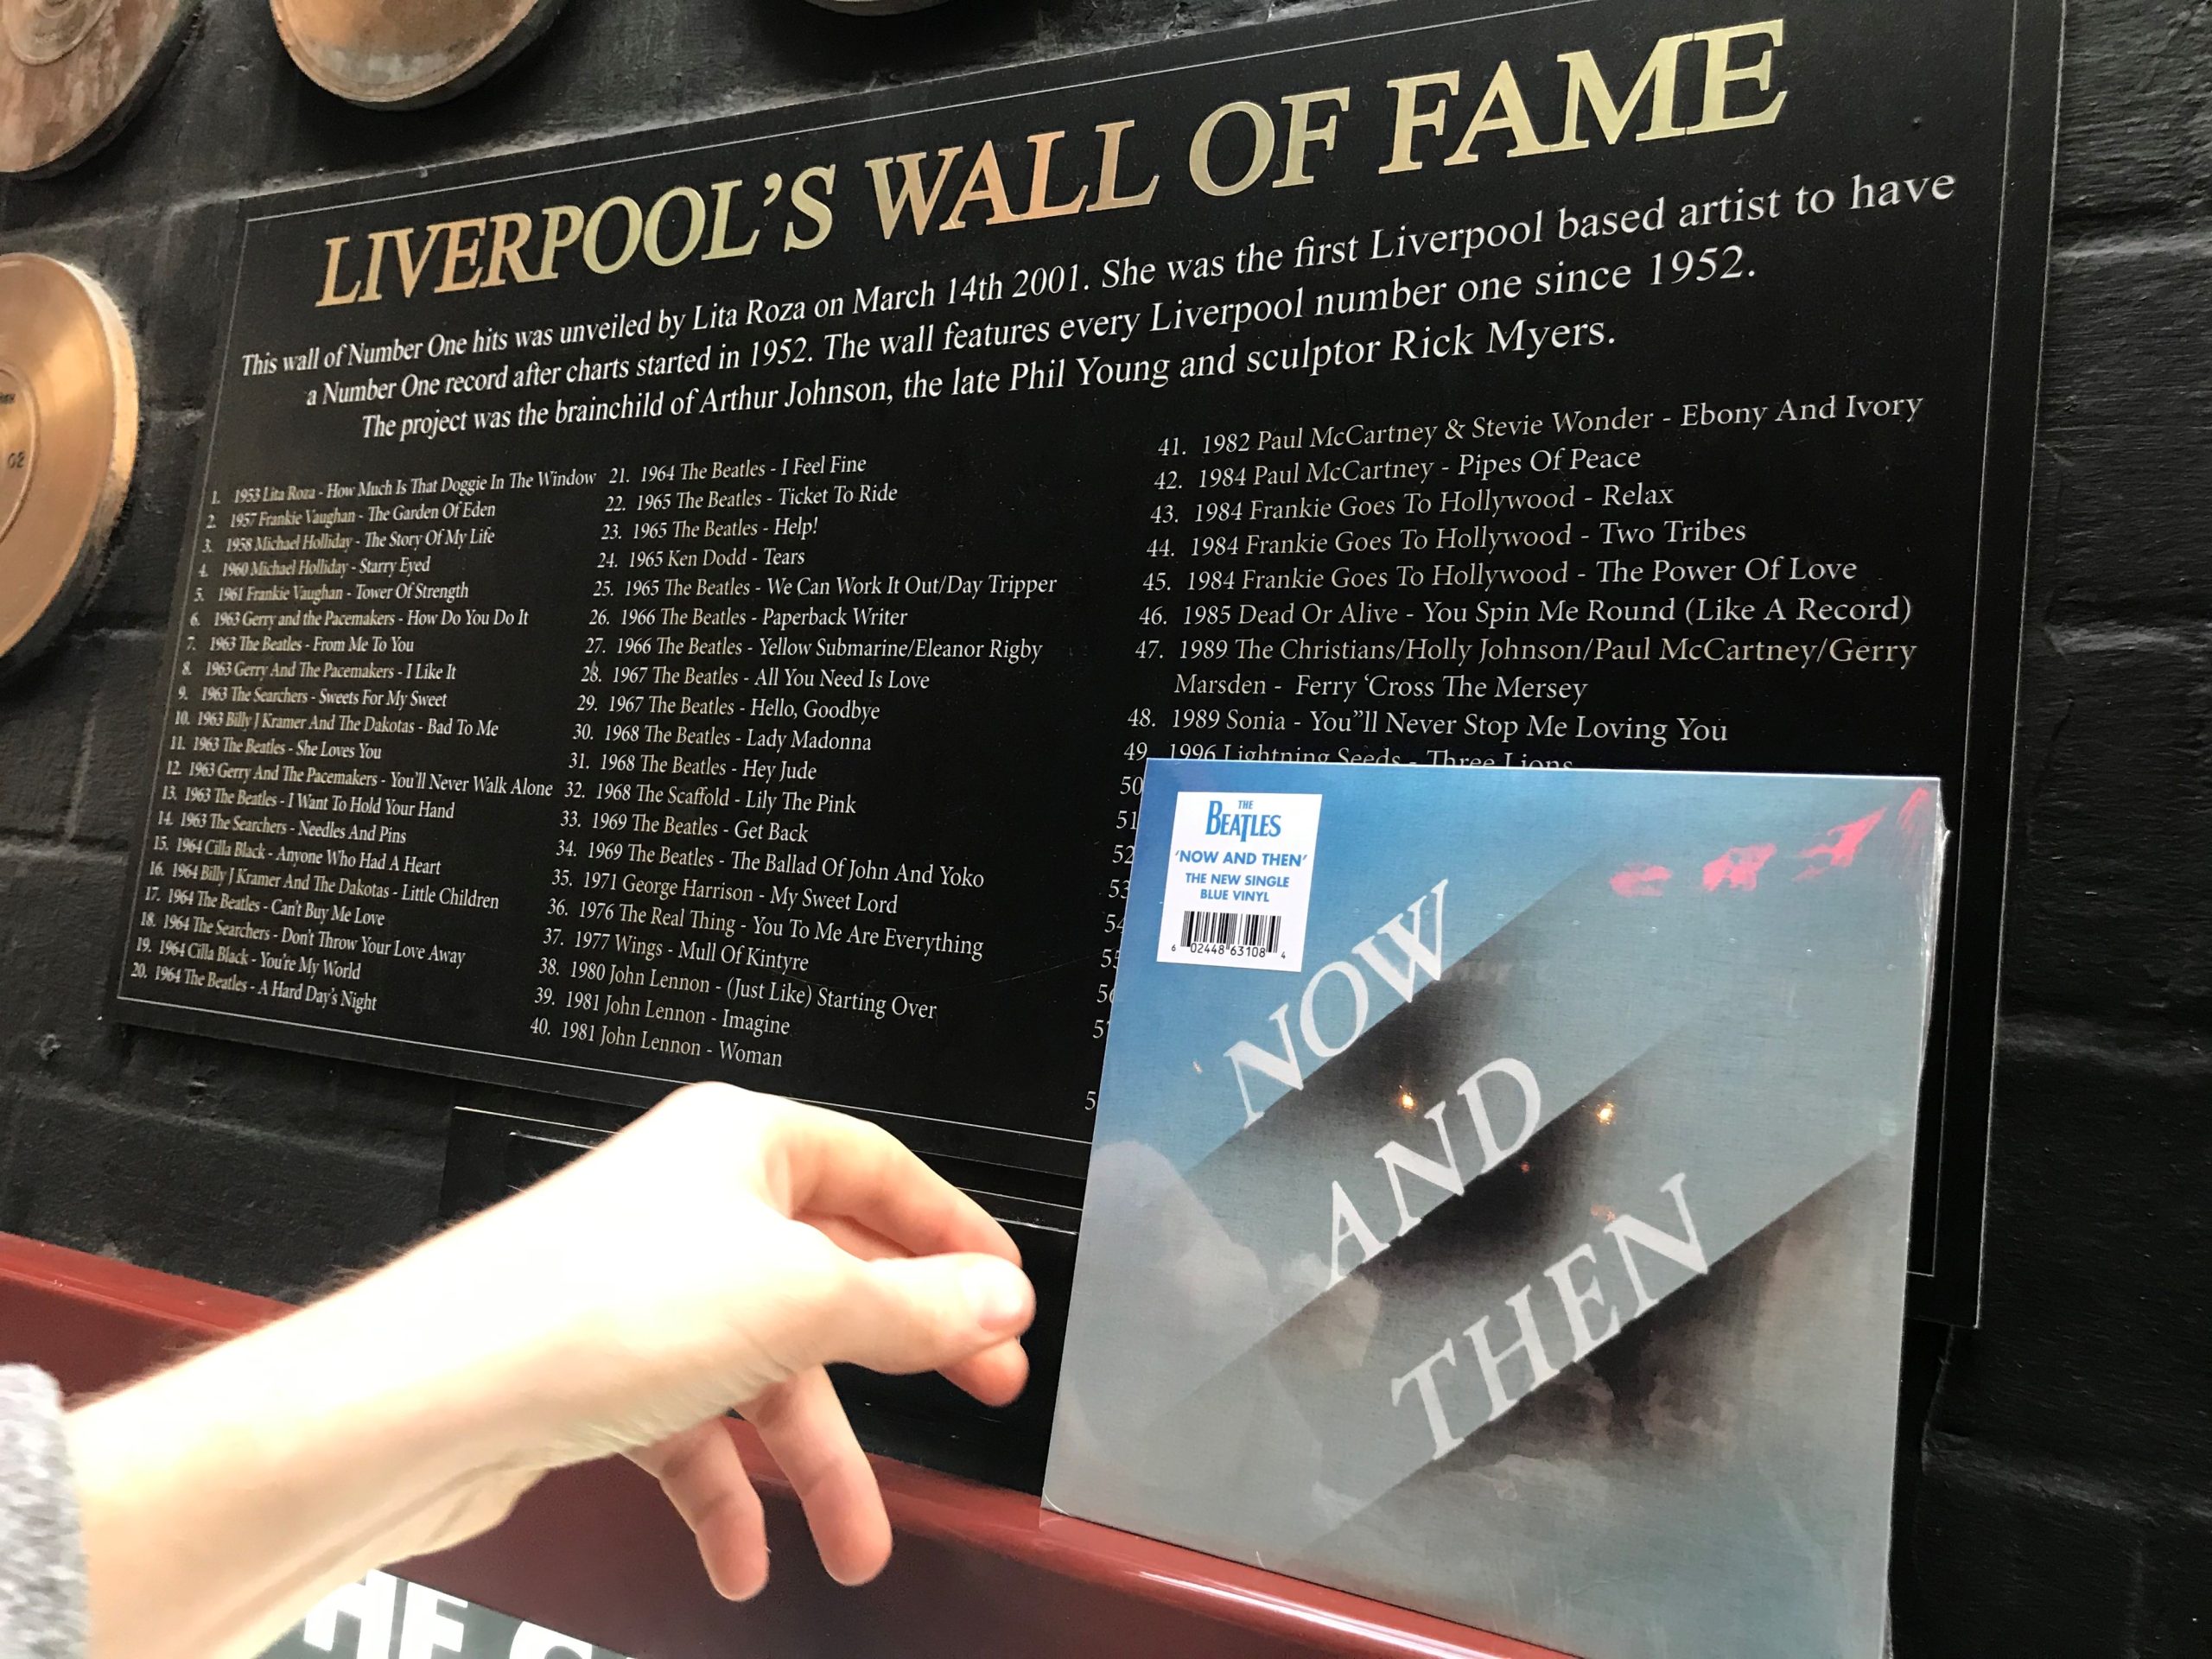 LIVERPOOL'S WALL OF FAME
This wall of Number One hits was unveiled by Lita Roza on March 14th 2001. She was the first Liverpool based artist to have
a Number One record after charts started in 1952. The wall features every Liverpool number one since 1952.
The project was the brainchild of Arthur Johnson, the late Phil Young and sculptor Rick Myers.
1. 1953 Lita Roza - How Much Is That Doggie In The Window
2. 1957 Frankie Vaughan - The Garden Of Eden
3. 1958 Michael Holliday - The Story Of My Life
4. 1960 Michael Holliday - Starry Eyed
5. 1961 Frankie Vaughan - Tower Of Strength
6. 1963 Gerry and the Pacemakers - How Do You Do It
7. 1963 The Beatles - From Me To You
8. 1963 Gerry And The Pacemakers - I Like It
9. 1963 The Searchers - Sweets For My Sweet
10. 1963 Billy J Kramer And The Dakotas - Bad To Me
11. 1963 The Beatles - She Loves You
12. 1963 Gerry And The Pacemakers - You'll Never Walk Alone
13. 1963 The Beatles - I Want To Hold Your Hand
14. 1963 The Searchers - Needles And Pins
15. 1964 Cilla Black - Anyone Who Had A Heart
16. 1964 Billy J Kramer And The Dakotas - Little Children
17. 1964 The Beatles - Can't Buy Me Love
18. 1964 The Searchers - Don't Throw Your Love Away
19. 1964 Cilla Black - You're My World
20. 1964 The Beatles - A Hard Day's Night
21. 1964 The Beatles - I Feel Fine
22. 1965 The Beatles - Ticket To Ride
23. 1965 The Beatles - Help!
24. 1965 Ken Dodd - Tears
25. 1965 The Beatles - We Can Work It Out/Day Tripper
26. 1966 The Beatles - Paperback Writer
27. 1966 The Beatles - Yellow Submarine/Eleanor Rigby
28. 1967 The Beatles - All You Need Is Love
29. 1967 The Beatles - Hello, Goodbye
30. 1968 The Beatles - Lady Madonna
31. 1968 The Beatles - Hey Jude
32. 1968 The Scaffold - Lily The Pink
33. 1969 The Beatles - Get Back
34. 1969 The Beatles - The Ballad Of John And Yoko
35. 1971 George Harrison - My Sweet Lord
36. 1976 The Real Thing - You To Me Are Everything
37. 1977 Wings - Mull Of Kintyre
38. 1980 John Lennon - (Just Like) Starting Over
39. 1981 John Lennon - Imagine
40. 1981 John Lennon - Woman
41. 1982 Paul McCartney & Stevie Wonder - Ebony And Ivory
42. 1984 Paul McCartney - Pipes Of Peace
43. 1984 Frankie Goes To Hollywood - Relax
44. 1984 Frankie Goes To Hollywood - Two Tribes
45. 1984 Frankie Goes To Hollywood - The Power Of Love
46. 1985 Dead Or Alive - You Spin Me Round (Like A Record)
47. 1989 The Christians/Holly Johnson/Paul McCartney/Gerry
Marsden - Ferry 'Cross The Mersey
48. 1989 Sonia - You"ll Never Stop Me Loving You
49. 1996 Lightning Seeds - Three Lions
50
51
52
53
THE
BEATLES
'NOW AND THEN'
THE NEW SINGLE
BLUE VINYL
6 02448 63108 4
NOW
AND
THEN